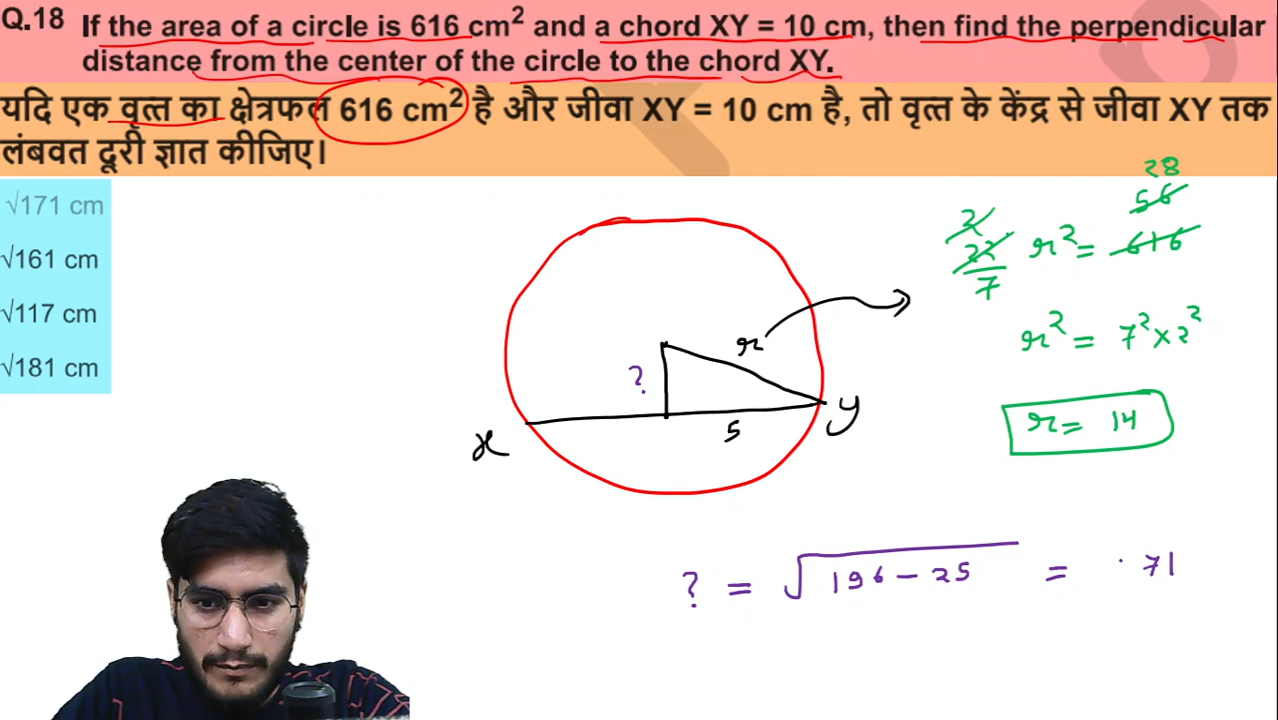 Q.18 If the area of a circle is 616 cm² and a chord XY = 10 cm, then find the perpendicular
distance from the center of the circle to the chord XY.
यदि एक वृत्त का क्षेत्रफल 616 cm² है और जीवा XY = 10 cm है, तो वृत्त के केंद्र से जीवा XY तक
लंबवत दूरी ज्ञात कीजिए।
√171 cm
√161 cm
√117 cm
√181 cm
28
56
2
22/7 r² = 616
r² = 7² × 2²
r = 14
r
?
5
x
y
? = √196 - 25 = 71